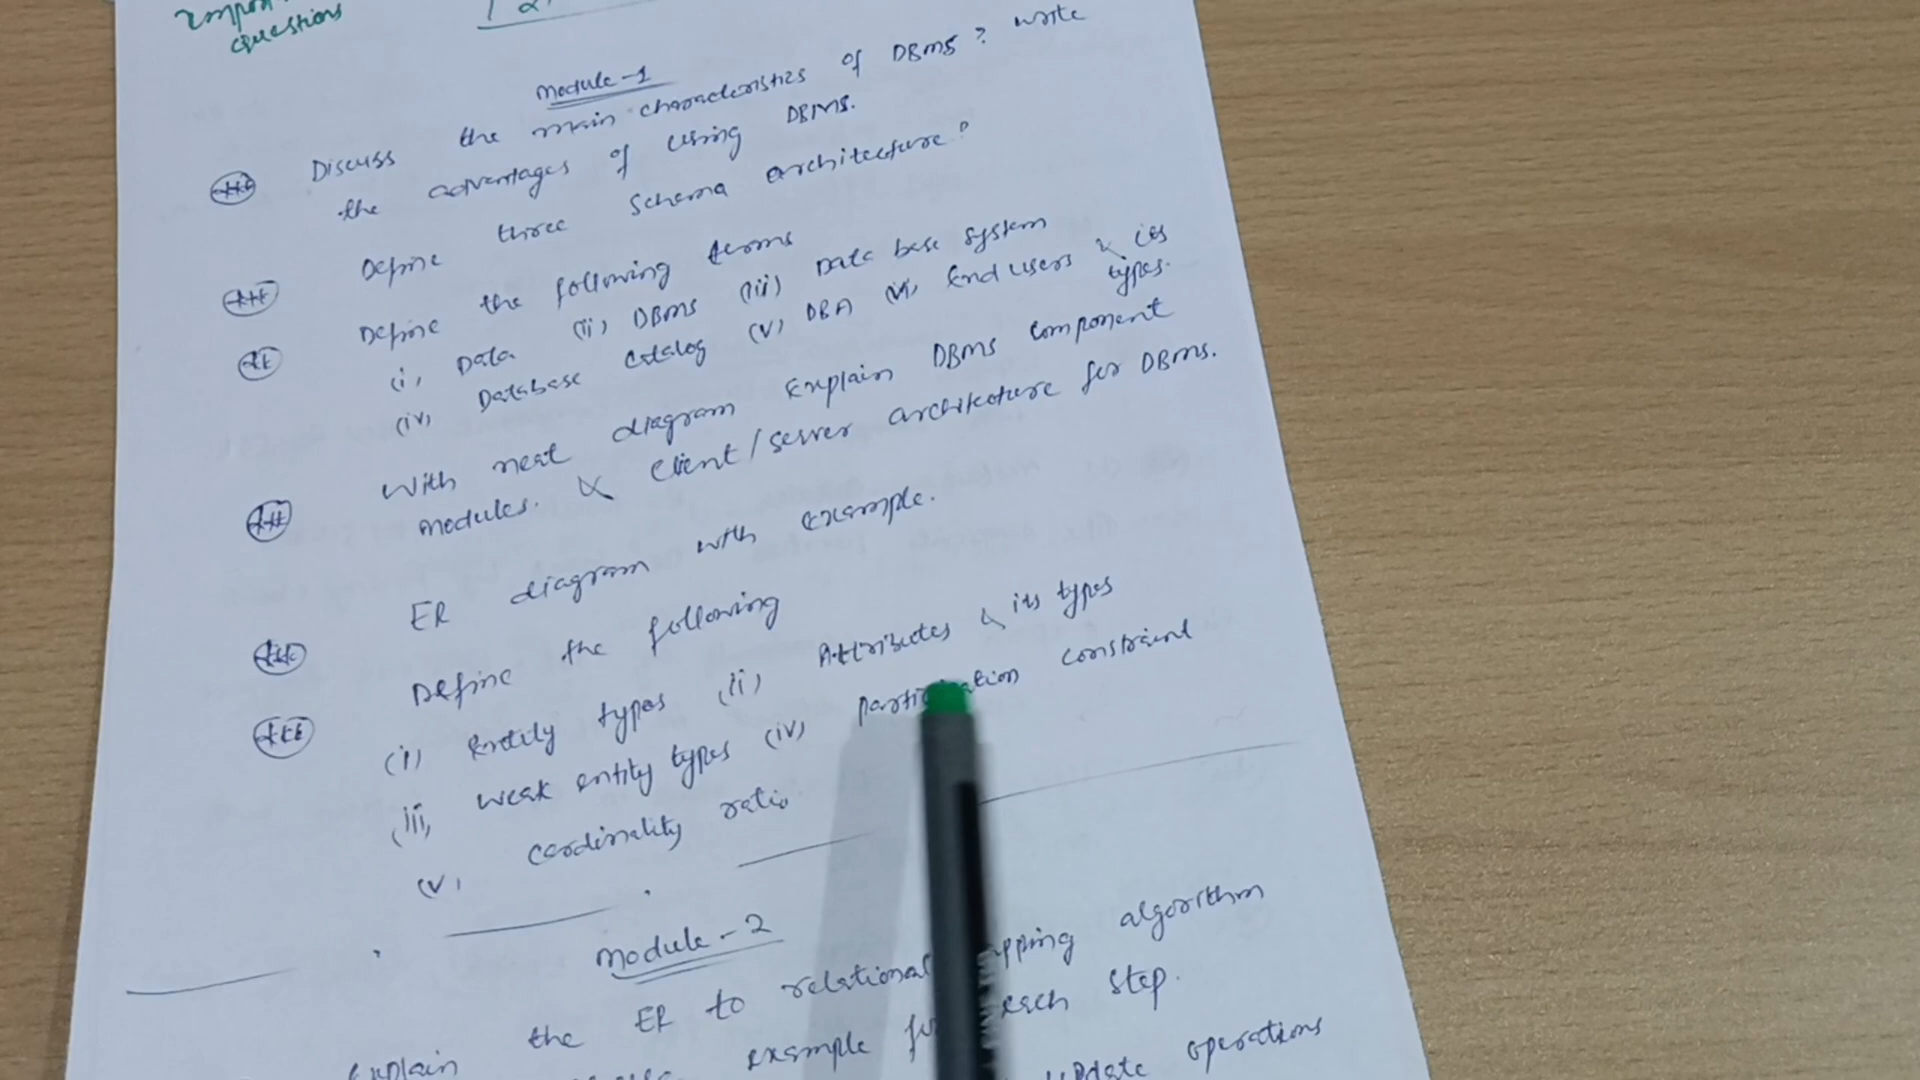 questions
Module-1
*** Discuss the main characteristics of DBMS? write
the advantages of using DBMS.
*** Define three schema architecture?
** Define the following terms
(i) Data (ii) DBMS (iii) Data base system
(iv) Database catalog (v) DBA (vi) End users & its types.
** With neat diagram Explain DBMS component
modules. & client/server architecture for DBMS.
*** ER diagram with example.
*** Define the following
(i) Entity types (ii) Attributes & its types
(iii) weak entity types (iv) constraint
(v) cardinality ratio
Module-2
Explain the ER to relational algorithm
example each step.
update operations